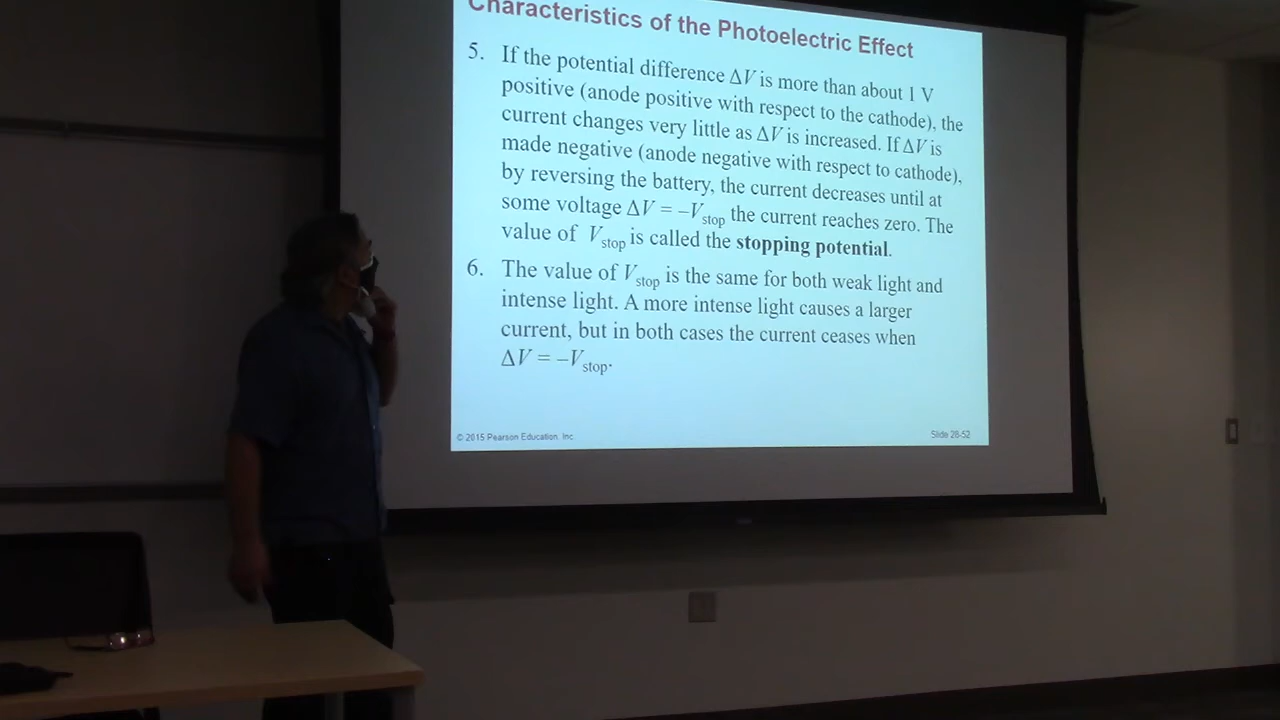 Characteristics of the Photoelectric Effect
5. If the potential difference ΔV is more than about 1 V
positive (anode positive with respect to the cathode), the
current changes very little as ΔV is increased. If ΔV is
made negative (anode negative with respect to cathode),
by reversing the battery, the current decreases until at
some voltage ΔV = –Vstop the current reaches zero. The
value of Vstop is called the stopping potential.
6. The value of Vstop is the same for both weak light and
intense light. A more intense light causes a larger
current, but in both cases the current ceases when
ΔV = –Vstop.
© 2015 Pearson Education, Inc.
Slide 28-52